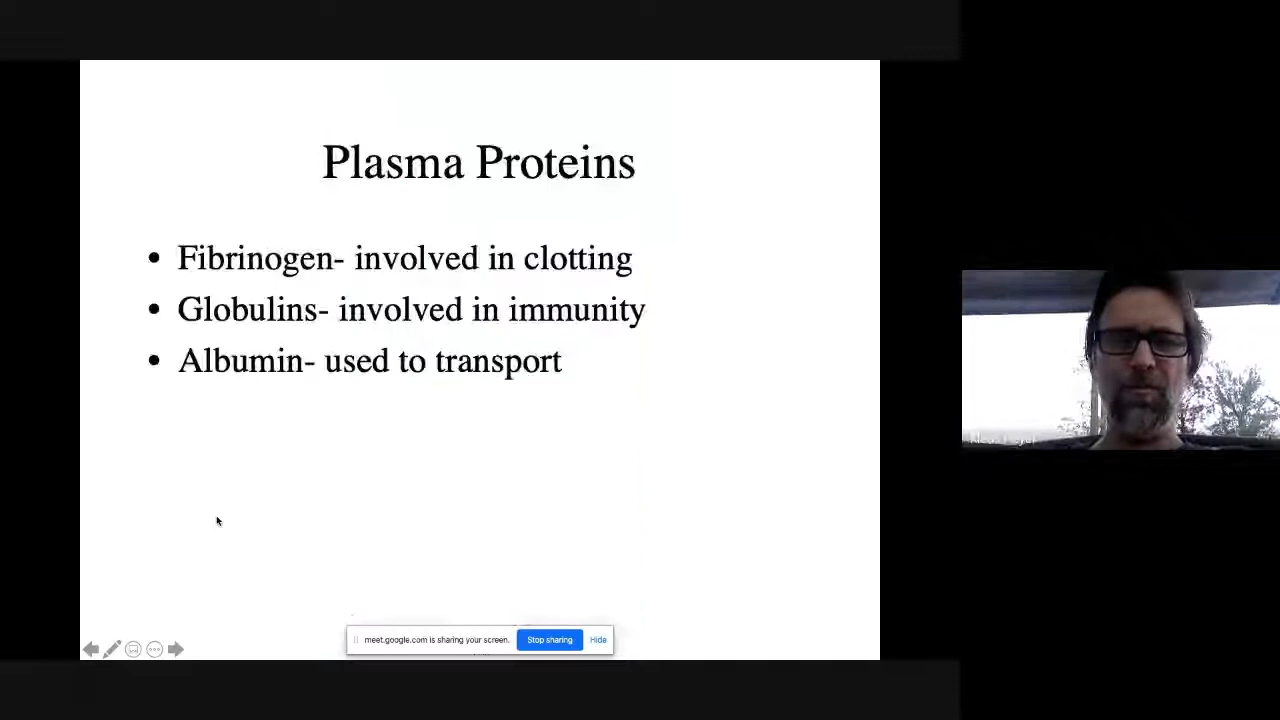 Plasma Proteins
• Fibrinogen- involved in clotting
• Globulins- involved in immunity
• Albumin- used to transport
meet.google.com is sharing your screen.
Stop sharing
Hide